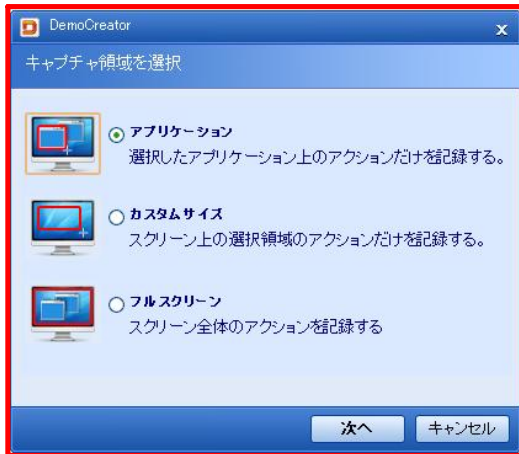 DemoCreator
x
キャプチャ領域を選択
アプリケーション
選択したアプリケーション上のアクションだけを記録する。
カスタムサイズ
スクリーン上の選択領域のアクションだけを記録する。
フルスクリーン
スクリーン全体のアクションを記録する
次へ
キャンセル